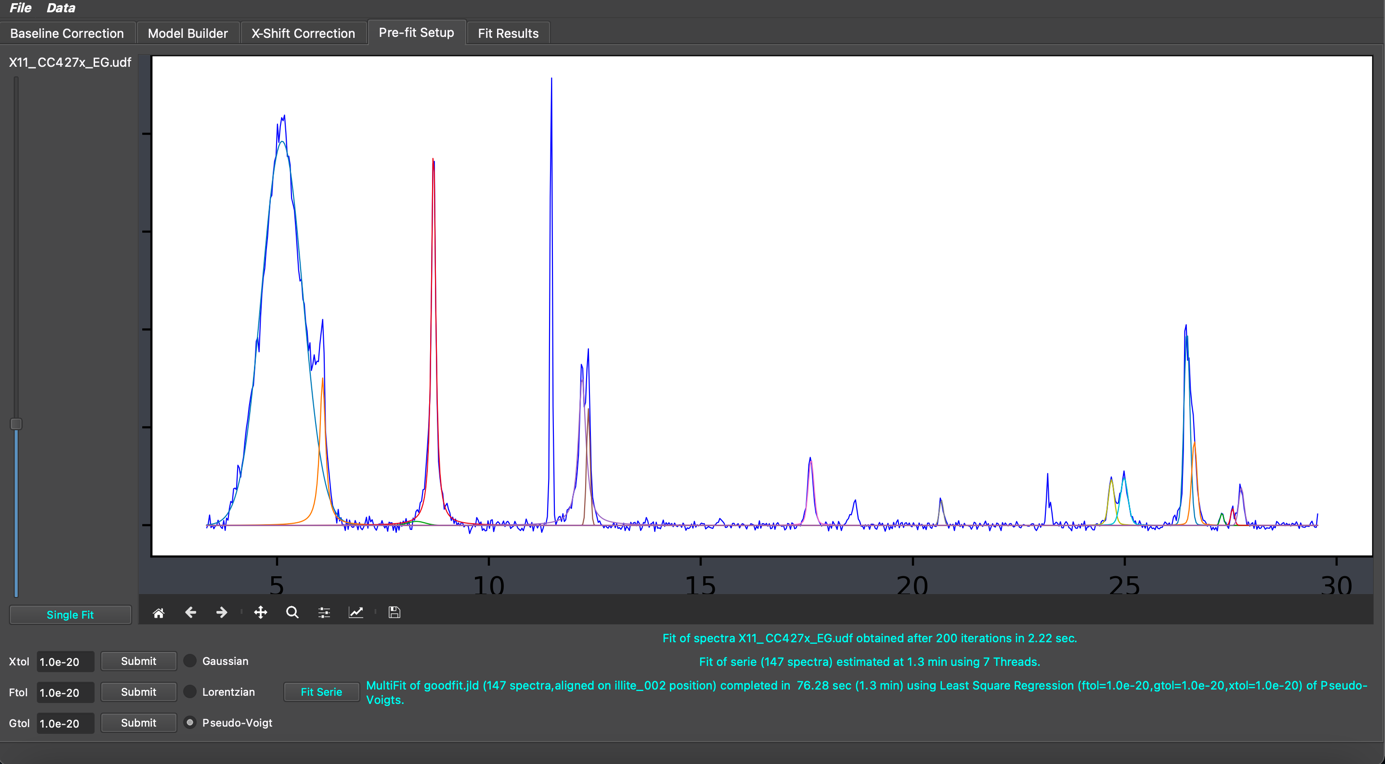 File Data
Baseline Correction Model Builder X-Shift Correction Pre-fit Setup Fit Results
X11_CC427x_EG.udf
5 10 15 20 25 30
Single Fit
Fit of spectra X11_CC427x_EG.udf obtained after 200 iterations in 2.22 sec.
Xtol 1.0e-20 Submit Gaussian
Fit of serie (147 spectra) estimated at 1.3 min using 7 Threads.
Ftol 1.0e-20 Submit Lorentzian Fit Serie
MultiFit of goodfit.jld (147 spectra,aligned on illite_002 position) completed in 76.28 sec (1.3 min) using Least Square Regression (ftol=1.0e-20,gtol=1.0e-20,xtol=1.0e-20) of Pseudo-
Voigts.
Gtol 1.0e-20 Submit Pseudo-Voigt